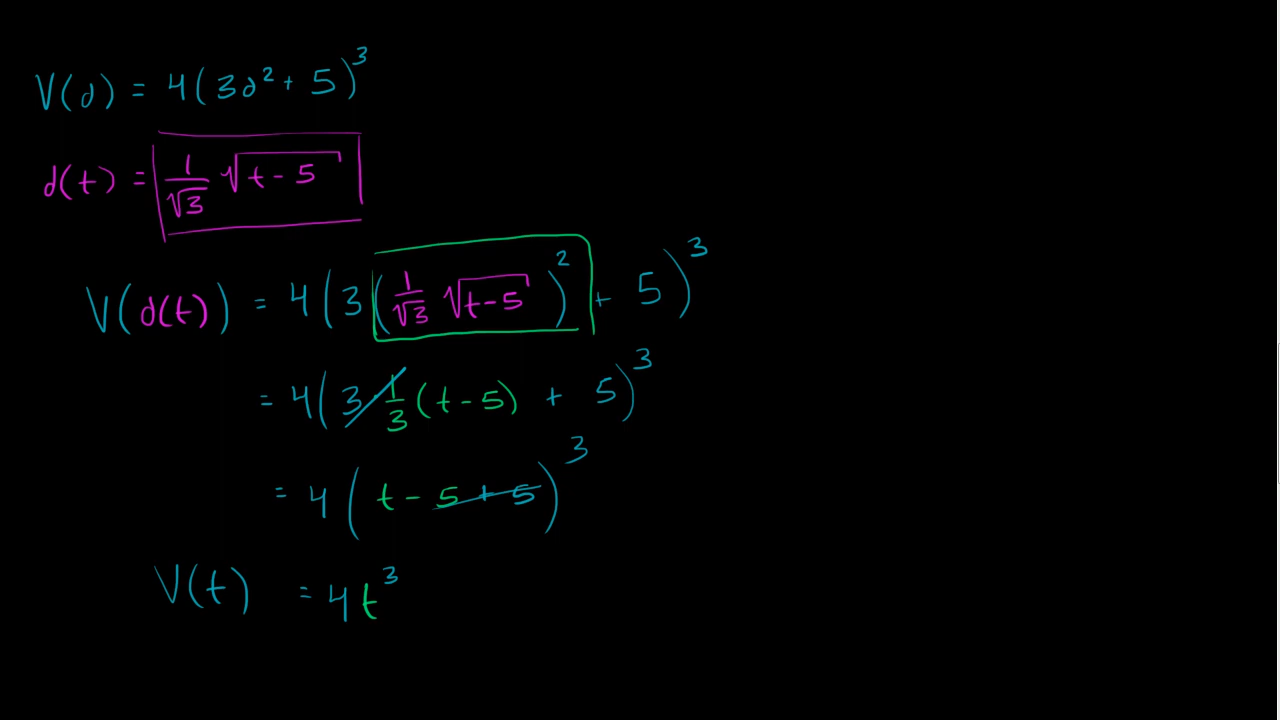 V(d) = 4(3d² + 5)³
d(t) = 1/√3 √(t - 5)
V(d(t)) = 4(3(1/√3 √(t - 5))² + 5)³
= 4(3 1/3 (t - 5) + 5)³
= 4(t - 5 + 5)³
V(t) = 4t³